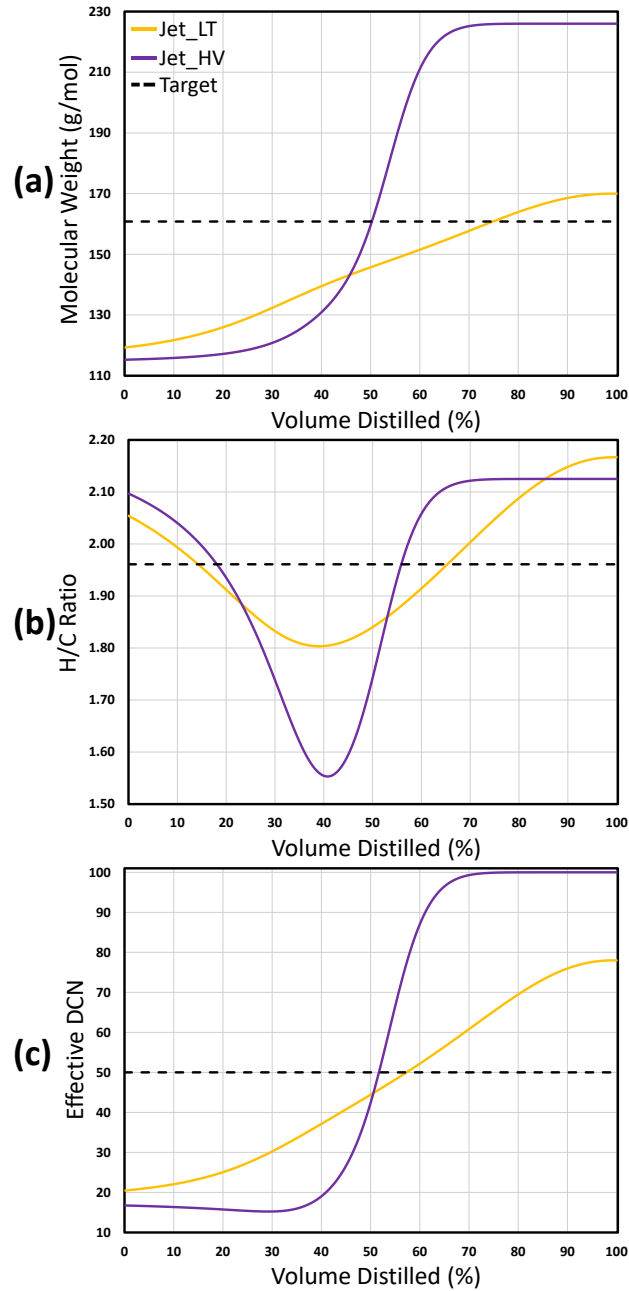 230
Jet_LT
Jet_HV
Target
210
190
170
150
130
110
Molecular Weight (g/mol)
(a)
0 10 20 30 40 50 60 70 80 90 100
Volume Distilled (%)
2.20
2.10
2.00
1.90
1.80
1.70
1.60
1.50
H/C Ratio
(b)
0 10 20 30 40 50 60 70 80 90 100
Volume Distilled (%)
100
90
80
70
60
50
40
30
20
10
Effective DCN
(c)
0 10 20 30 40 50 60 70 80 90 100
Volume Distilled (%)